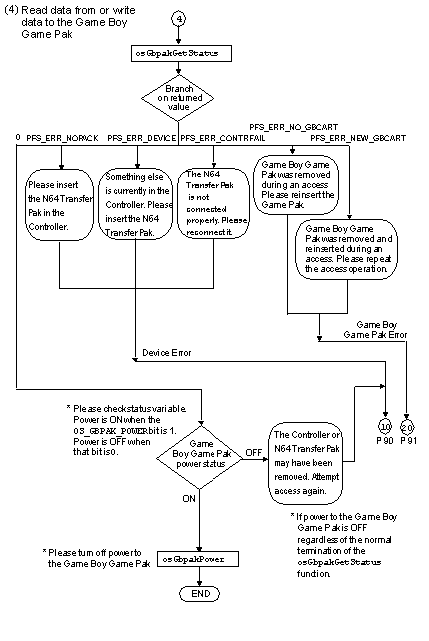 (4) Read data from or write
data to the Game Boy
Game Pak
4
osGbpakGetStatus
Branch
on returned
value
0 PFS_ERR_NOPACK PFS_ERR_DEVICE PFS_ERR_CONTRFAIL PFS_ERR_NO_GBCART PFS_ERR_NEW_GBCART
Please insert
the N64 Transfer
Pak in the
Controller.
Something else
is currently in the
Controller. Please
insert the N64
Transfer Pak.
The N64
Transfer Pak
is not
connected
properly. Please
reconnect it.
Game Boy Game
Pak was removed
during an access
Please reinsert the
Game Pak.
Game Boy Game
Pak was removed and
reinserted during an
access. Please repeat
the access operation.
Game Boy
Game Pak Error
Device Error
10
P90
20
P91
* Please check status variable.
Power is ON when the
OS_GBPAK_POWER bit is 1.
Power is OFF when
that bit is 0.
Game
Boy Game Pak
power status
OFF
The Controller or
N64 Transfer Pak
may have been
removed. Attempt
access again.
ON
* If power to the Game Boy
Game Pak is OFF
regardless of the normal
termination of the
osGbpakGetStatus
function.
* Please turn off power to
the Game Boy Game Pak
osGbpakPower
END